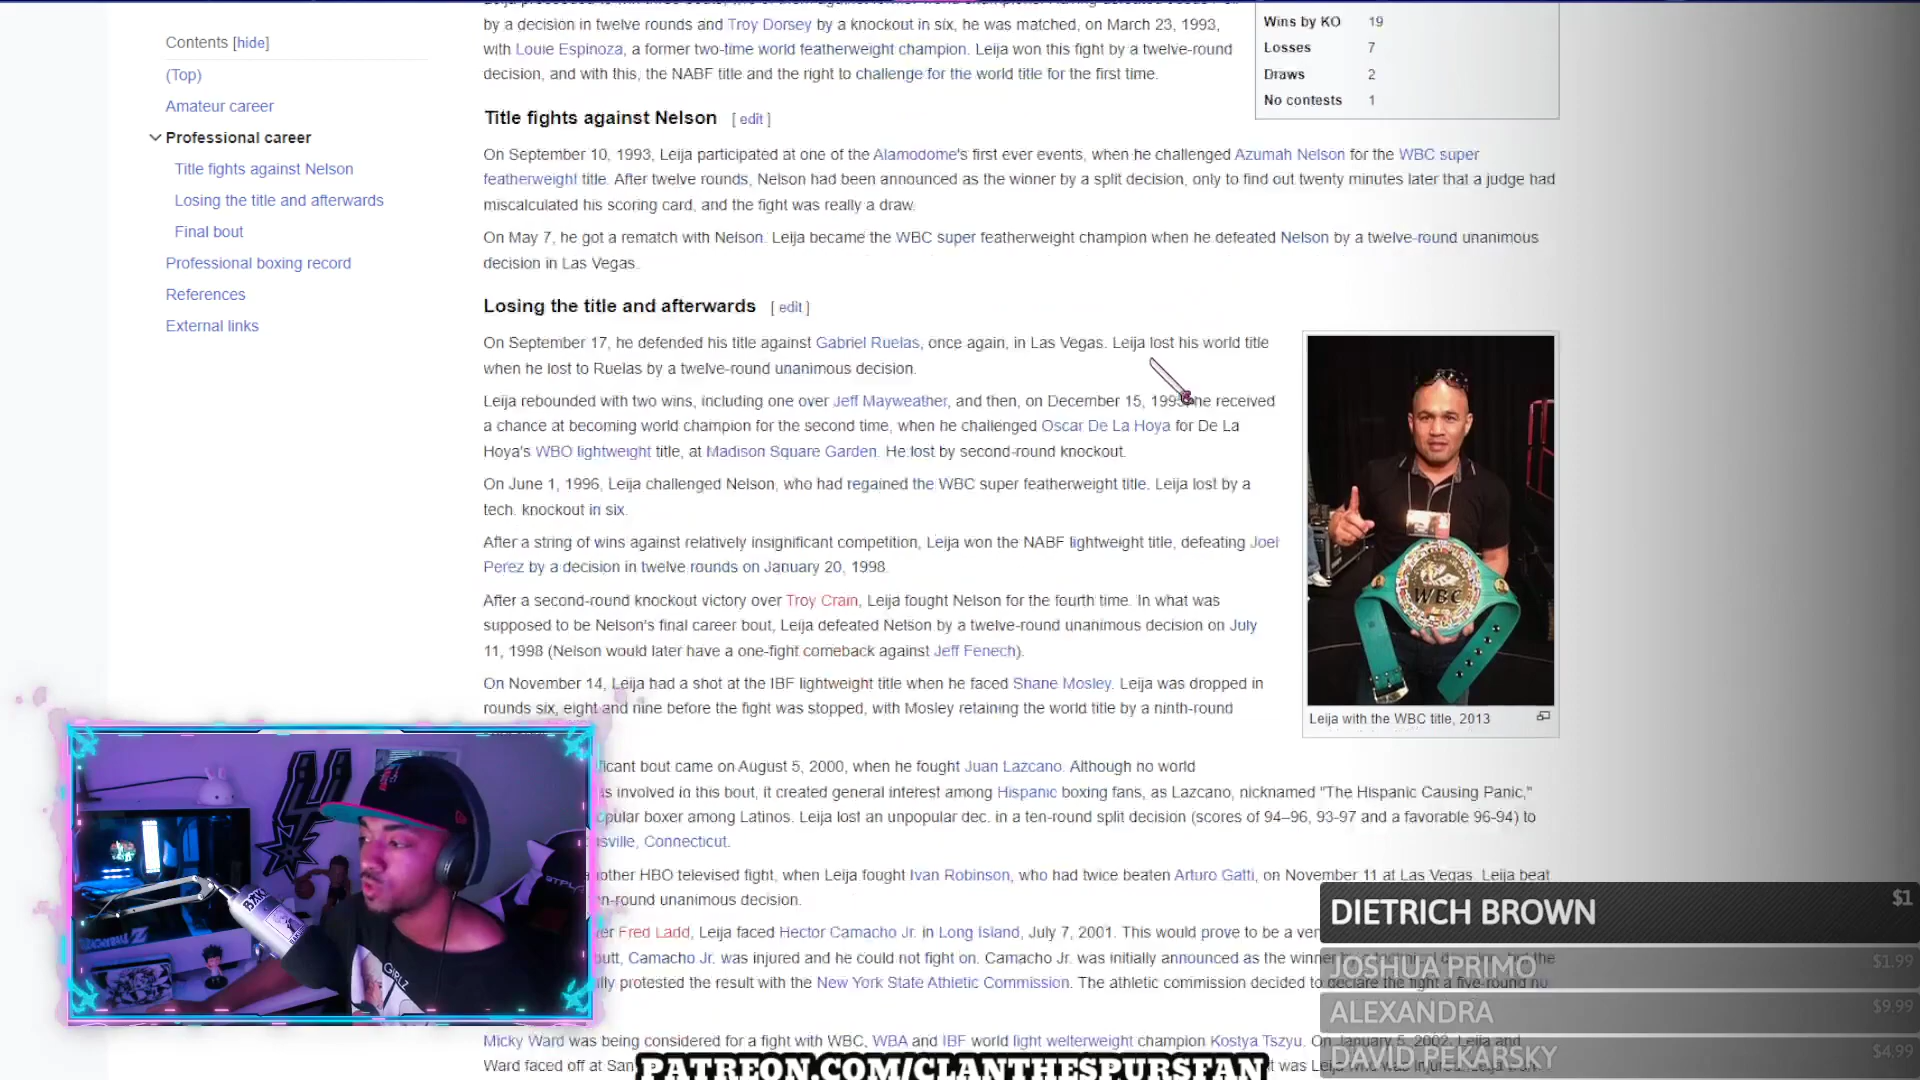 by a decision in twelve rounds and Troy Dorsey by a knockout in six, he was matched, on March 23, 1993,
with Louie Espinoza, a former two-time world featherweight champion. Leija won this fight by a twelve-round
decision, and with this, the NABF title and the right to challenge for the world title for the first time.
Wins by KO 19
Losses 7
Draws 2
No contests 1
Contents [hide]
(Top)
Amateur career
Professional career
Title fights against Nelson
Losing the title and afterwards
Final bout
Professional boxing record
References
External links
Title fights against Nelson [ edit ]
On September 10, 1993, Leija participated at one of the Alamodome's first ever events, when he challenged Azumah Nelson for the WBC super
featherweight title. After twelve rounds, Nelson had been announced as the winner by a split decision, only to find out twenty minutes later that a judge had
miscalculated his scoring card, and the fight was really a draw.
On May 7, he got a rematch with Nelson. Leija became the WBC super featherweight champion when he defeated Nelson by a twelve-round unanimous
decision in Las Vegas.
Losing the title and afterwards [ edit ]
On September 17, he defended his title against Gabriel Ruelas, once again, in Las Vegas. Leija lost his world title
when he lost to Ruelas by a twelve-round unanimous decision.
Leija rebounded with two wins, including one over Jeff Mayweather, and then, on December 15, 1995 he received
a chance at becoming world champion for the second time, when he challenged Oscar De La Hoya for De La
Hoya's WBO lightweight title, at Madison Square Garden. He lost by second-round knockout.
On June 1, 1996, Leija challenged Nelson, who had regained the WBC super featherweight title. Leija lost by a
tech. knockout in six.
After a string of wins against relatively insignificant competition, Leija won the NABF lightweight title, defeating Joel
Perez by a decision in twelve rounds on January 20, 1998.
After a second-round knockout victory over Troy Crain, Leija fought Nelson for the fourth time. In what was
supposed to be Nelson's final career bout, Leija defeated Nelson by a twelve-round unanimous decision on July
11, 1998 (Nelson would later have a one-fight comeback against Jeff Fenech).
On November 14, Leija had a shot at the IBF lightweight title when he faced Shane Mosley. Leija was dropped in
rounds six, eight and nine before the fight was stopped, with Mosley retaining the world title by a ninth-round
WBC
Leija with the WBC title, 2013
icant bout came on August 5, 2000, when he fought Juan Lazcano. Although no world
s involved in this bout, it created general interest among Hispanic boxing fans, as Lazcano, nicknamed "The Hispanic Causing Panic,"
pular boxer among Latinos. Leija lost an unpopular dec. in a ten-round split decision (scores of 94–96, 93-97 and a favorable 96-94) to
sville, Connecticut.
nother HBO televised fight, when Leija fought Ivan Robinson, who had twice beaten Arturo Gatti, on November 11 at Las Vegas. Leija beat
n-round unanimous decision.
er Fred Ladd, Leija faced Hector Camacho Jr. in Long Island, July 7, 2001. This would prove to be a
utt, Camacho Jr. was injured and he could not fight on. Camacho Jr. was initially announced as the winner
lly protested the result with the New York State Athletic Commission. The athletic commission decided to declare the fight a five-round
Micky Ward was being considered for a fight with WBC, WBA and IBF world light welterweight champion Kostya Tszyu. On January 5, 2002, Leija and
Ward faced off at San
DIETRICH BROWN $1
JOSHUA PRIMO $1.99
ALEXANDRA $9.99
DAVID PEKARSKY $4.99
PATREON.COM/CLANTHESPURSFAN